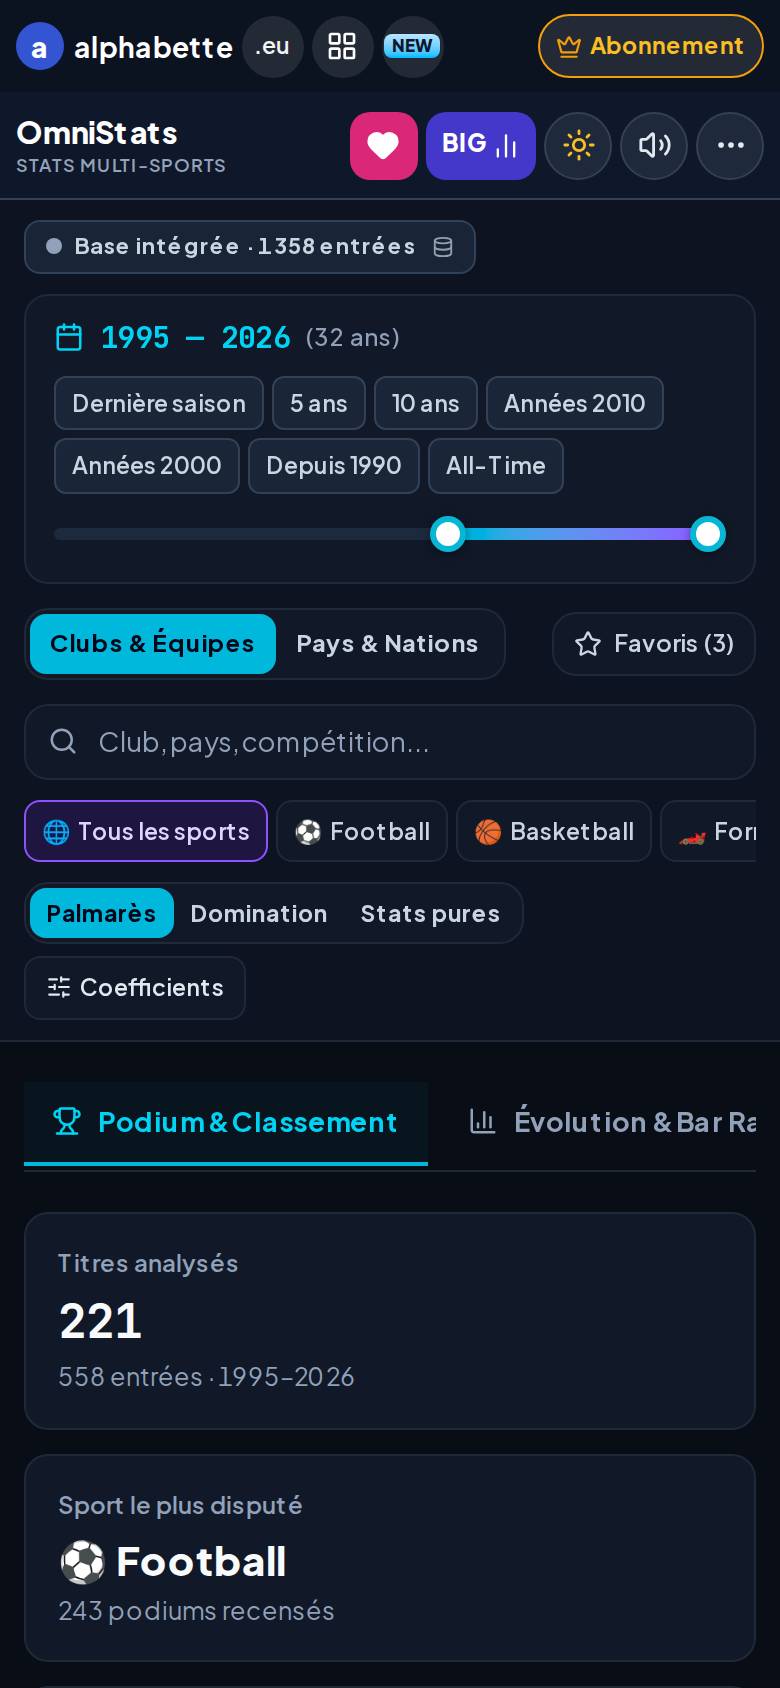 a alphabette .eu NEW Abonnement
OmniStats
STATS MULTI-SPORTS
BIG
Base intégrée · 1358 entrées
1995 — 2026 (32 ans)
Dernière saison 5 ans 10 ans Années 2010
Années 2000 Depuis 1990 All-Time
Clubs & Équipes Pays & Nations Favoris (3)
Club, pays, compétition...
Tous les sports Football Basketball
Palmarès Domination Stats pures
Coefficients
Podium & Classement Évolution & Bar Ra
Titres analysés
221
558 entrées · 1995–2026
Sport le plus disputé
Football
243 podiums recensés